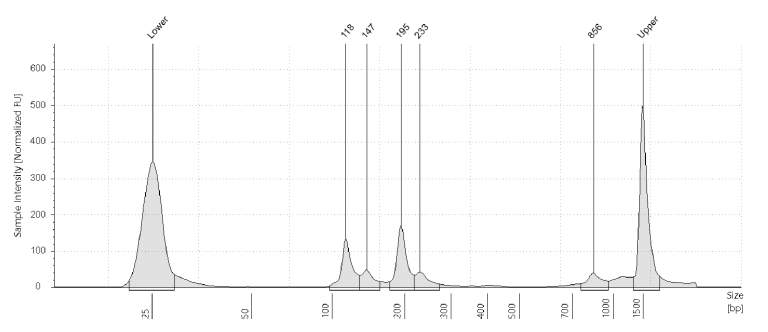 Lower 118 147 195 233 856 Upper
Sample Intensity [Normalized FU]
600
500
400
300
200
100
0
25 50 100 200 300 400 500 700 1000 1500
Size
[bp]